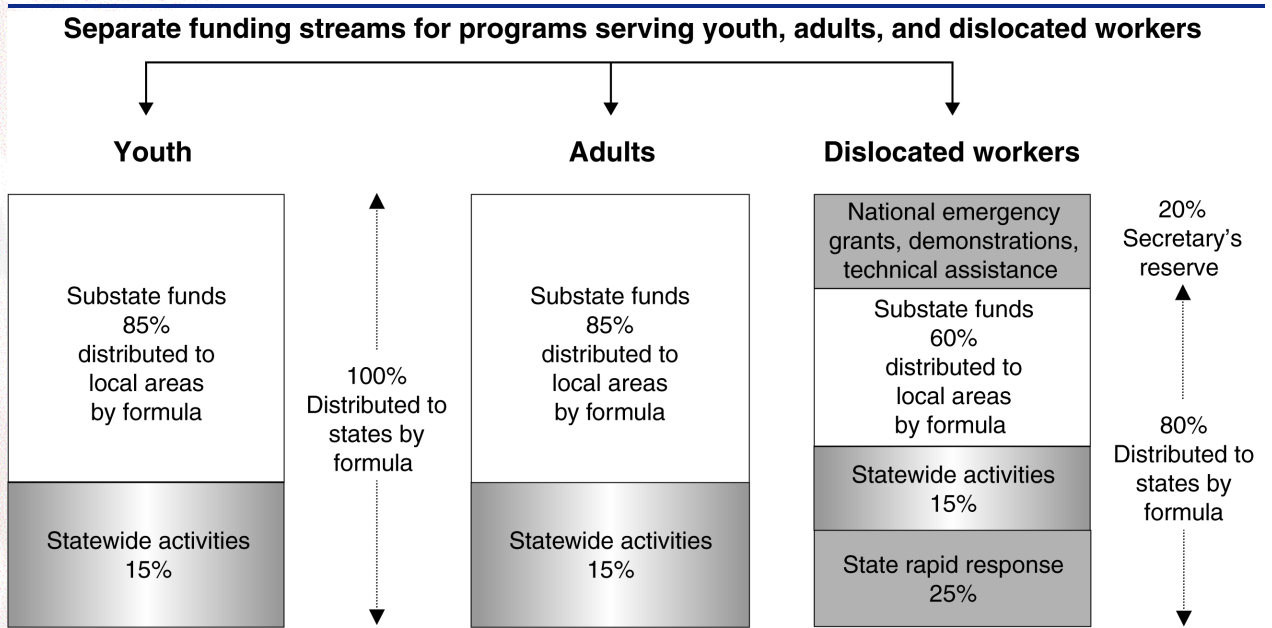 Separate funding streams for programs serving youth, adults, and dislocated workers
Youth
Adults
Dislocated workers
Substate funds
85%
distributed to
local areas
by formula
Statewide activities
15%
100%
Distributed to
states by
formula
Substate funds
85%
distributed to
local areas
by formula
Statewide activities
15%
National emergency
grants, demonstrations,
technical assistance
Substate funds
60%
distributed to
local areas
by formula
Statewide activities
15%
State rapid response
25%
20%
Secretary’s
reserve
80%
Distributed to
states by
formula